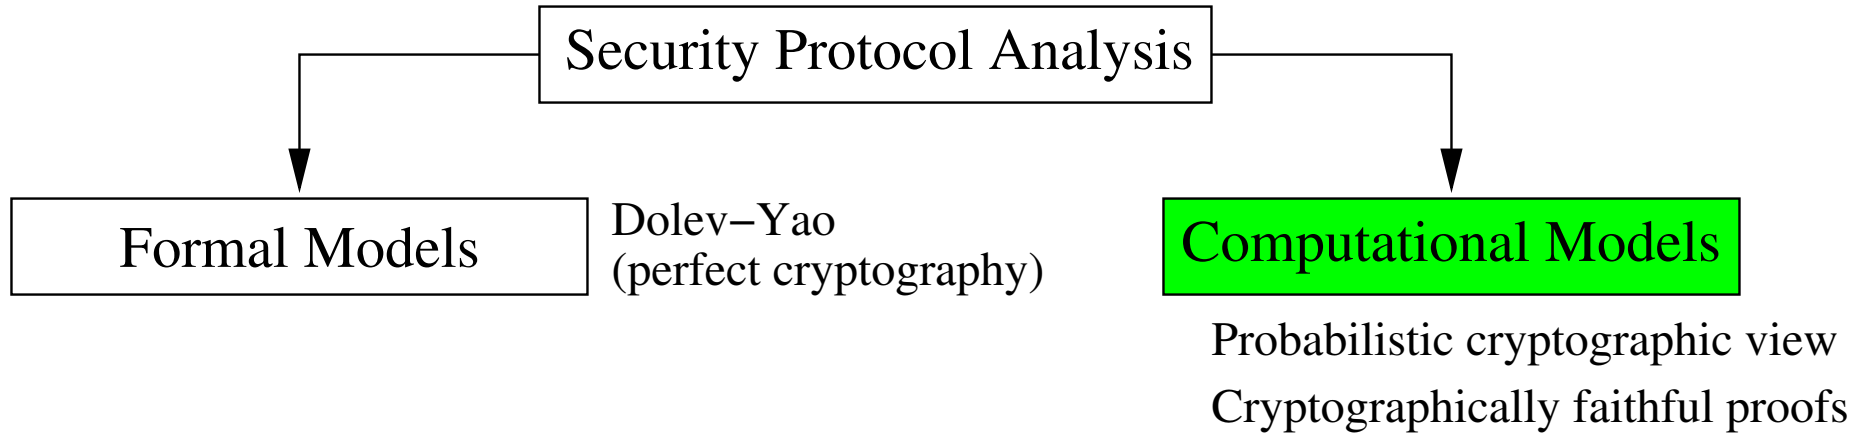 Security Protocol Analysis
Formal Models
Dolev−Yao
(perfect cryptography)
Computational Models
Probabilistic cryptographic view
Cryptographically faithful proofs